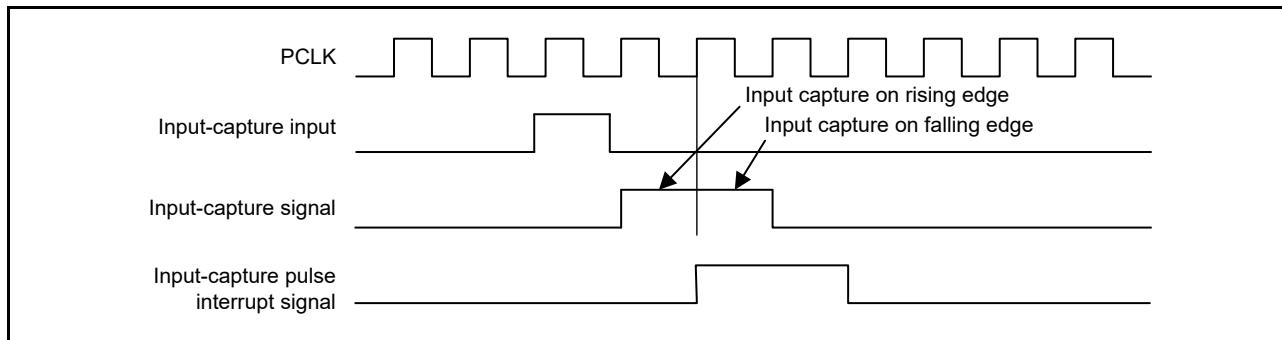 PCLK
Input capture on rising edge
Input-capture input
Input capture on falling edge
Input-capture signal
Input-capture pulse
interrupt signal